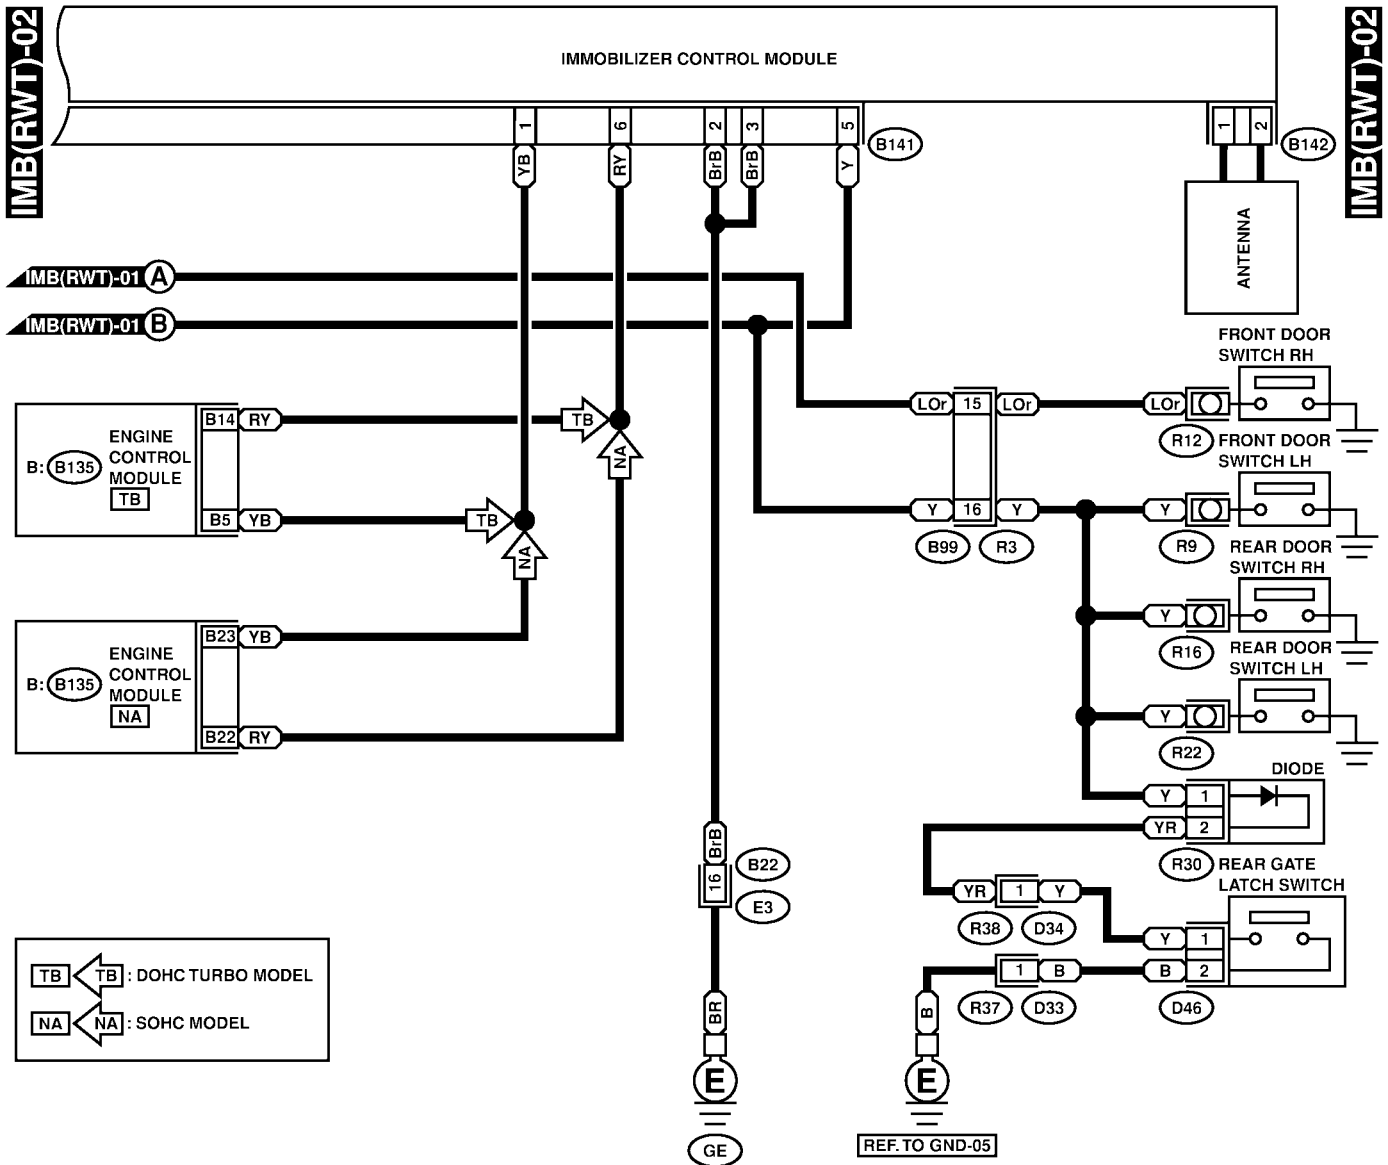 IMB(RWT)-02
IMB(RWT)-02
IMMOBILIZER CONTROL MODULE
1
6
2
3
5
B141
1
2
B142
YB
RY
BrB
BrB
Y
ANTENNA
IMB(RWT)-01 A
IMB(RWT)-01 B
FRONT DOOR
SWITCH RH
LOr 15 LOr
LOr
R12
B14 RY
TB
NA
ENGINE
CONTROL
MODULE
TB
B: B135
B5 YB
TB
NA
FRONT DOOR
SWITCH LH
Y 16 Y
Y
B99
R3
R9
REAR DOOR
SWITCH RH
Y
R16
B23 YB
ENGINE
CONTROL
MODULE
NA
B: B135
B22 RY
REAR DOOR
SWITCH LH
Y
R22
DIODE
Y 1
YR 2
R30
BrB
16
B22
E3
REAR GATE
LATCH SWITCH
YR 1 Y
R38
D34
Y 1
B 2
1 B
R37
D33
D46
TB TB : DOHC TURBO MODEL
NA NA : SOHC MODEL
BR
E
GE
B
E
REF. TO GND-05